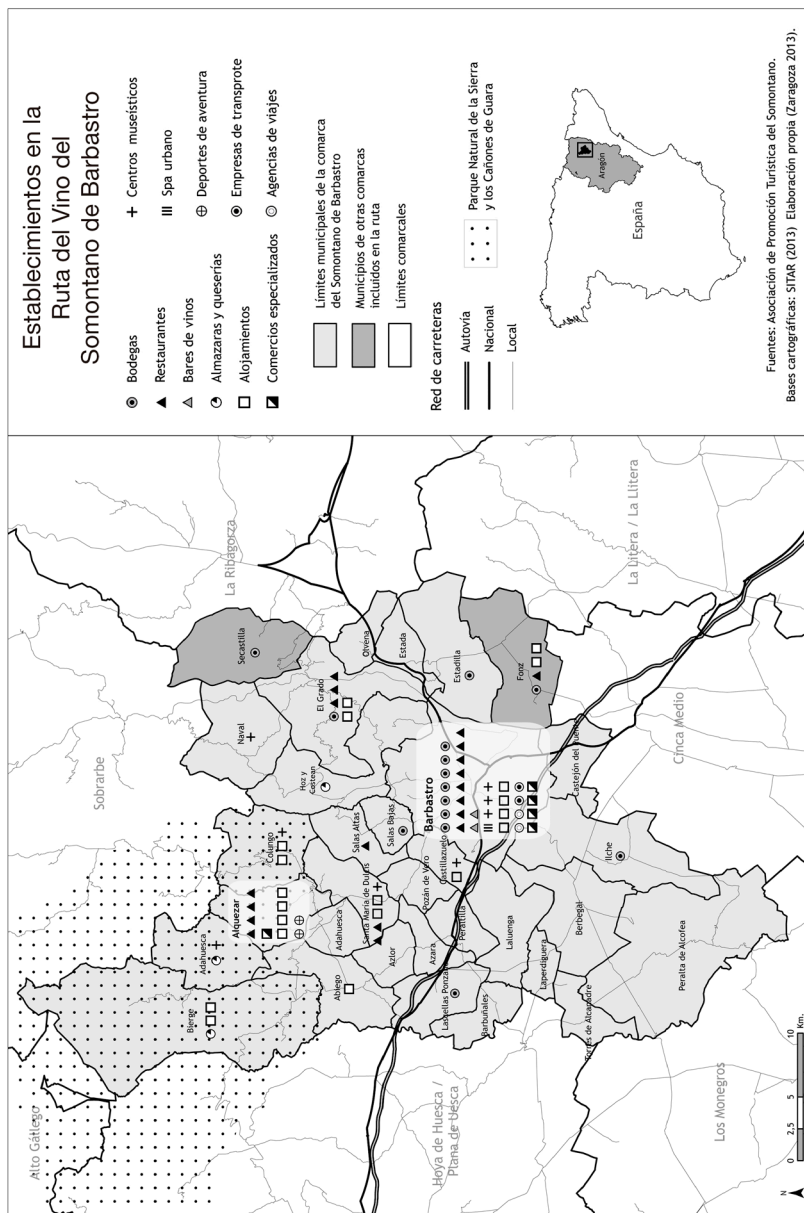 Establecimientos en la
Ruta del Vino del
Somontano de Barbastro
Bodegas
Restaurantes
Bares de vinos
Almazaras y queserías
Alojamientos
Comercios especializados
Centros museísticos
Spa urbano
Deportes de aventura
Empresas de transprote
Agencias de viajes
Límites municipales de la comarca
del Somontano de Barbastro
Municipios de otras comarcas
incluidos en la ruta
Límites comarcales
Parque Natural de la Sierra
y los Cañones de Guara
Red de carreteras
Autovía
Nacional
Local
Aragón
España
Fuentes: Asociación de Promoción Turística del Somontano.
Bases cartográficas: SITAR (2013) Elaboración propia (Zaragoza 2013).
Alto Gállego
Sobrarbe
La Ribagorza
Bierge
Adahuesca
Alquezar
Colungo
Naval
Secastilla
Hoz y
Costean
El Grado
Abiego
Adahuesca
Santa María de Dulcis
Salas Altas
Salas Bajas
Olvena
Estada
Azlor
Azara
Pozán de Vero
Castillazuelo
Barbastro
Estadilla
Fonz
Lascellas Ponzano
Peraltilla
Barbuñales
Laluenga
Laperdiguera
Berbegal
Ilche
Castejón del Puente
Torres de Alcanadre
Peralta de Alcofea
Hoya de Huesca /
Plana de Uesca
Los Monegros
Cinca Medio
La Litera / La Llitera
N
0 2,5 5 10
Km.